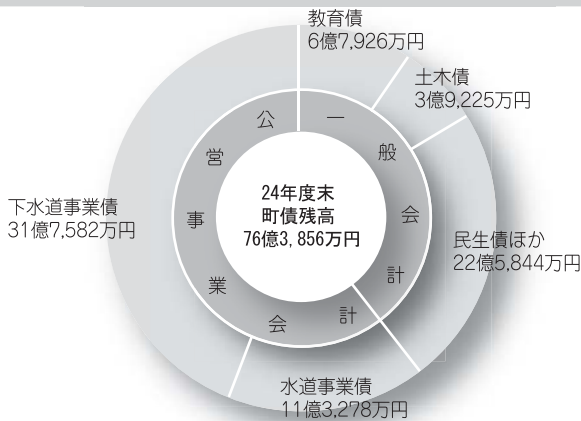 教育債
6億7,926万円
土木債
3億9,225万円
民生債ほか
22億5,844万円
水道事業債
11億3,278万円
下水道事業債
31億7,582万円
一般会計
公営事業会計
24年度末
町債残高
76億3,856万円